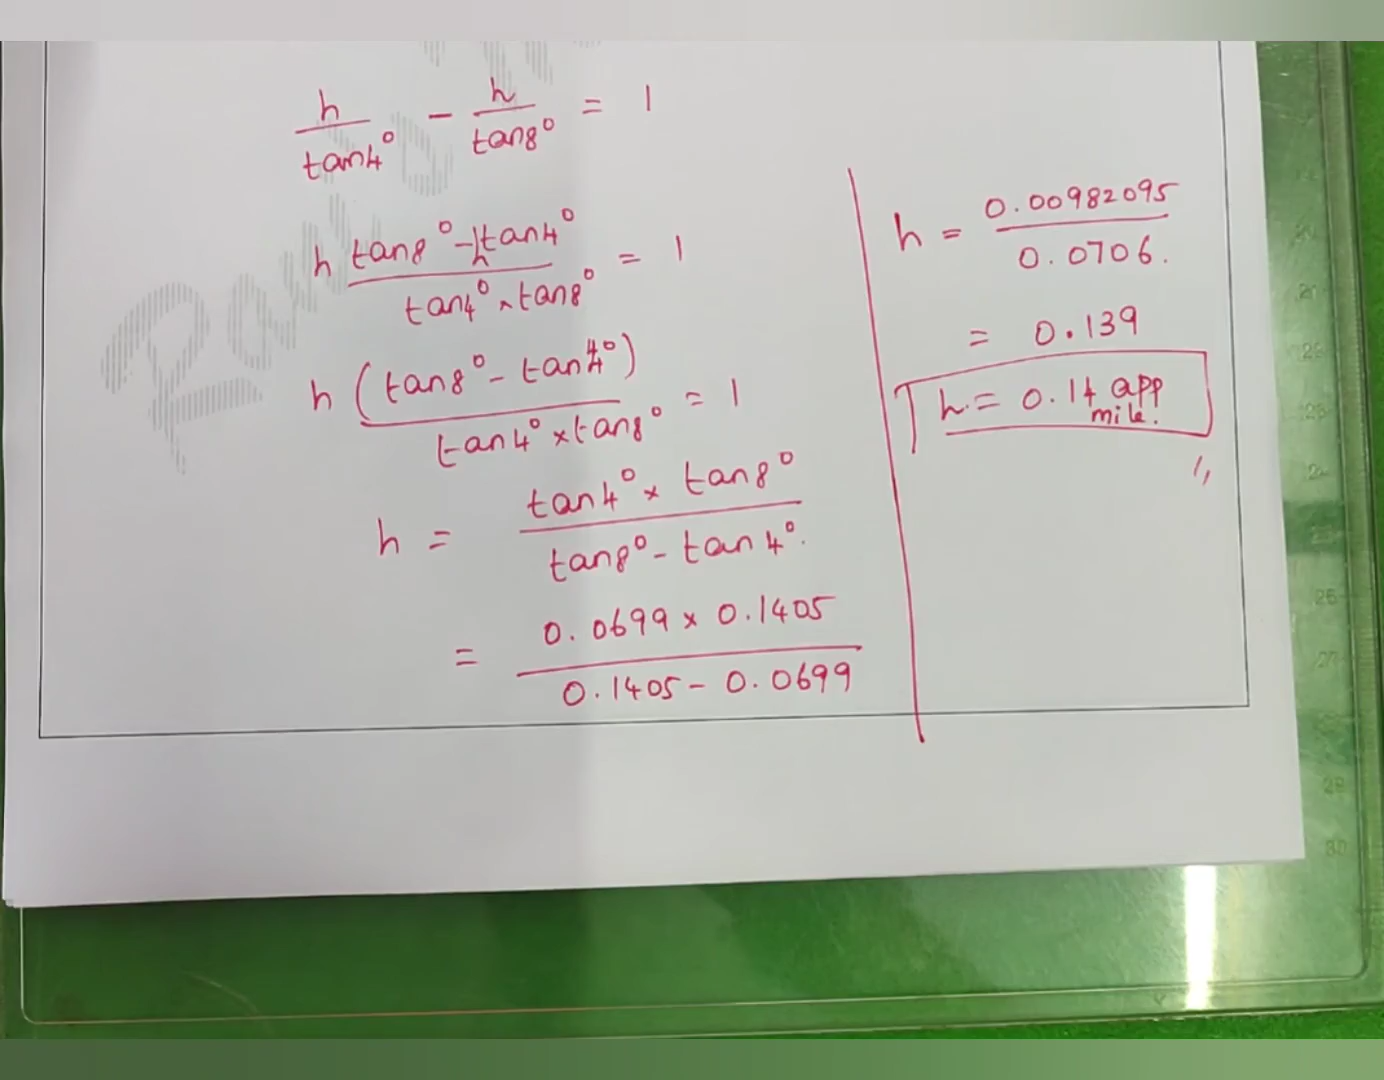 h/tan4° - h/tan8° = 1
h tan8° - h tan4° / tan4° × tan8° = 1
h (tan8° - tan4°) / tan4° × tan8° = 1
h = tan4° × tan8° / tan8° - tan4°.
= 0.0699 × 0.1405 / 0.1405 - 0.0699
h = 0.00982095 / 0.0706.
= 0.139
h = 0.14 app
mile.